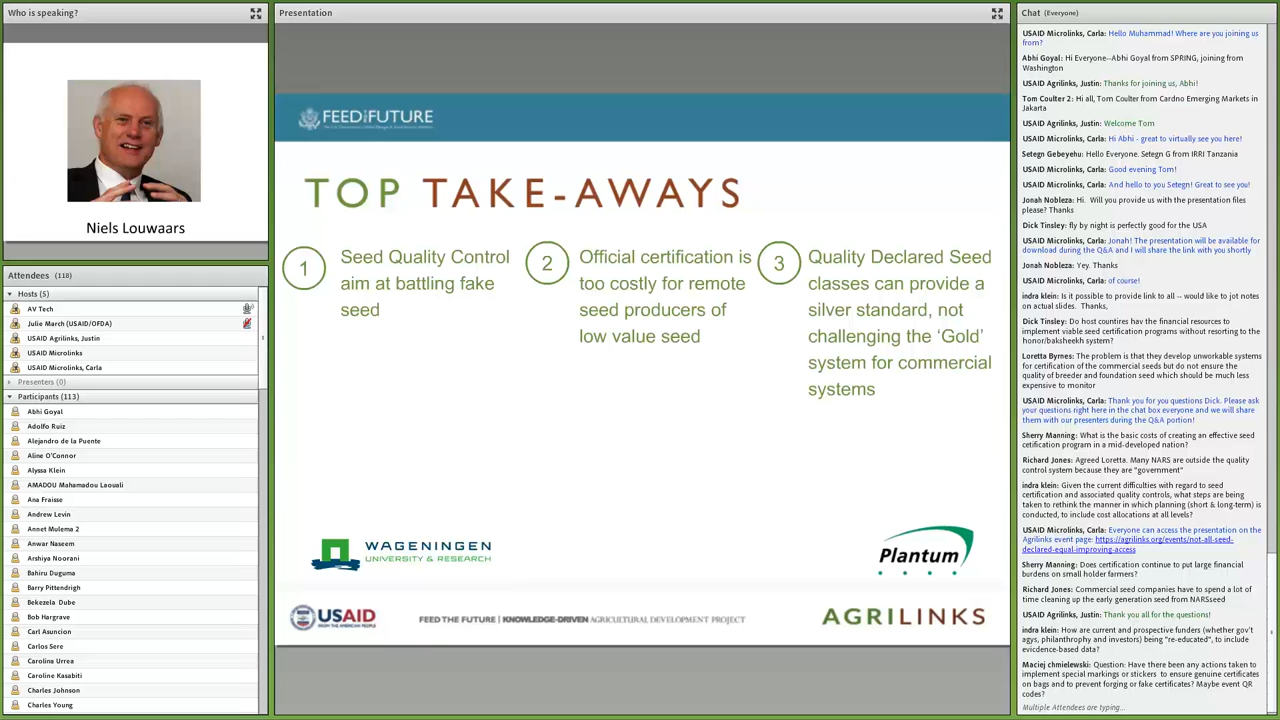 Who is speaking?
Niels Louwaars
Attendees (118)
Hosts (5)
AV Tech
Julie March (USAID/OFDA)
USAID Agrilinks, Justin
USAID Microlinks
USAID Microlinks, Carla
Presenters (0)
Participants (113)
Abhi Goyal
Adolfo Ruiz
Alejandro de la Puente
Aline O'Connor
Alyssa Klein
AMADOU Mahamadou Laouali
Ana Fraisse
Andrew Levin
Annet Mulema 2
Anwar Naseem
Arshiya Noorani
Bahiru Duguma
Barry Pittendrigh
Bekezela Dube
Bob Hargrave
Carl Asuncion
Carlos Sere
Carolina Urrea
Caroline Kasabiti
Charles Johnson
Charles Young
Presentation
FEED THE FUTURE
TOP TAKE-AWAYS
1
Seed Quality Control
aim at battling fake
seed
2
Official certification is
too costly for remote
seed producers of
low value seed
3
Quality Declared Seed
classes can provide a
silver standard, not
challenging the ‘Gold’
system for commercial
systems
WAGENINGEN
UNIVERSITY & RESEARCH
Plantum
USAID
FROM THE AMERICAN PEOPLE
FEED THE FUTURE | KNOWLEDGE-DRIVEN AGRICULTURAL DEVELOPMENT PROJECT
AGRILINKS
Chat (Everyone)
USAID Microlinks, Carla: Hello Muhammad! Where are you joining us
from?
Abhi Goyal: Hi Everyone--Abhi Goyal from SPRING, joining from
Washington
USAID Agrilinks, Justin: Thanks for joining us, Abhi!
Tom Coulter 2: Hi all, Tom Coulter from Cardno Emerging Markets in
Jakarta
USAID Agrilinks, Justin: Welcome Tom
USAID Microlinks, Carla: Hi Abhi - great to virtually see you here!
Setegn Gebeyehu: Hello Everyone. Setegn G from IRRI Tanzania
USAID Microlinks, Carla: Good evening Tom!
USAID Microlinks, Carla: And hello to you Setegn! Great to see you!
Jonah Nobleza: Hi. Will you provide us with the presentation files
please? Thanks
Dick Tinsley: fly by night is perfectly good for the USA
USAID Microlinks, Carla: Jonah! The presentation will be available for
download during the Q&A and I will share the link with you shortly
Jonah Nobleza: Yey. Thanks
USAID Microlinks, Carla: of course!
indra klein: Is it possible to provide link to all -- would like to jot notes
on actual slides. Thanks,
Dick Tinsley: Do host countires hav the financial resources to
implement viable seed certification programs without resorting to the
honor/baksheekh system?
Loretta Byrnes: The problem is that they develop unworkable systems
for certification of the commercial seeds but do not ensure the
quality of breeder and foundation seed which should be much less
expensive to monitor
USAID Microlinks, Carla: Thank you for you questions Dick. Please ask
your questions right here in the chat box everyone and we will share
them with our presenters during the Q&A portion!
Sherry Manning: What is the basic costs of creating an effective seed
cetification program in a mid-developed nation?
Richard Jones: Agreed Loretta. Many NARS are outside the quality
control system because they are "government"
indra klein: Given the current difficulties with regard to seed
certification and associated quality controls, what steps are being
taken to rethink the manner in which planning (short & long-term) is
conducted, to include cost allocations at all levels?
USAID Microlinks, Carla: Everyone can access the presentation on the
Agrilinks event page: https://agrilinks.org/events/not-all-seed-
declared-equal-improving-access
Sherry Manning: Does certification continue to put large financial
burdens on small holder farmers?
Richard Jones: Commercial seed companies have to spend a lot of
time cleaning up the early generation seed from NARSseed
USAID Agrilinks, Justin: Thank you all for the questions!
indra klein: How are current and prospective funders (whether gov't
agys, philanthropy and investors) being "re-educated", to include
evicdence-based data?
Maciej chmielewski: Question: Have there been any actions taken to
implement special markings or stickers to ensure genuine certificates
on bags and to prevent forging or fake certificates? Maybe event QR
codes?
Multiple Attendees are typing...